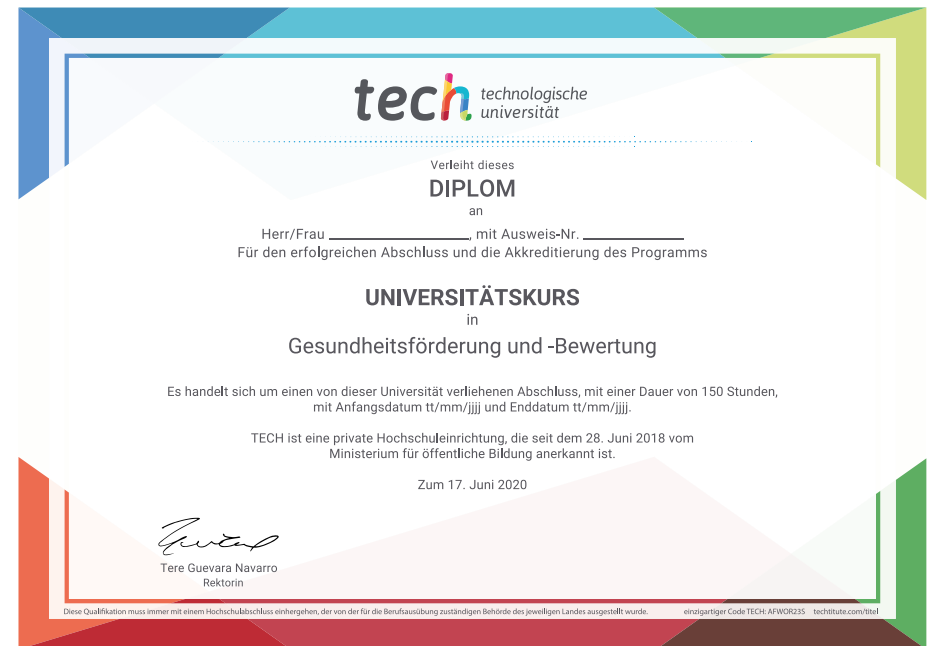 tech technologische
universität
Verleiht dieses
DIPLOM
an
Herr/Frau ____________________, mit Ausweis-Nr. ______________
Für den erfolgreichen Abschluss und die Akkreditierung des Programms
UNIVERSITÄTSKURS
in
Gesundheitsförderung und -Bewertung
Es handelt sich um einen von dieser Universität verliehenen Abschluss, mit einer Dauer von 150 Stunden,
mit Anfangsdatum tt/mm/jjjj und Enddatum tt/mm/jjjj.
TECH ist eine private Hochschuleinrichtung, die seit dem 28. Juni 2018 vom
Ministerium für öffentliche Bildung anerkannt ist.
Zum 17. Juni 2020
Tere Guevara Navarro
Rektorin
Diese Qualifikation muss immer mit einem Hochschulabschluss einhergehen, der von der für die Berufsausübung zuständigen Behörde des jeweiligen Landes ausgestellt wurde. einzigartiger Code TECH: AFWOR23S techtitute.com/titel